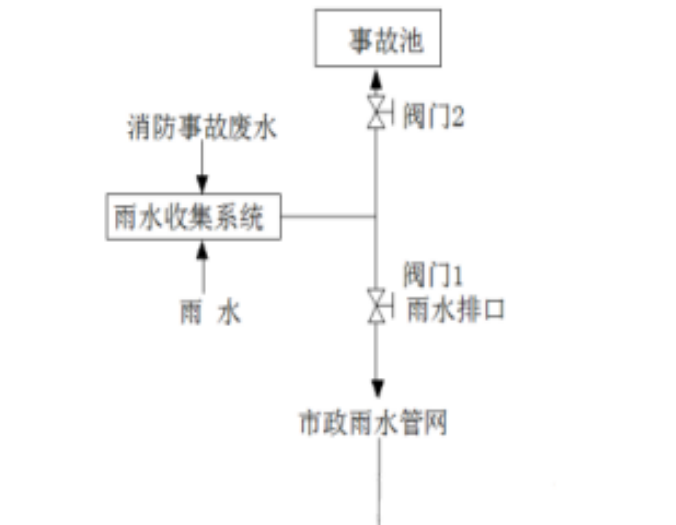 事故池
阀门2
消防事故废水
雨水收集系统
阀门1
雨水排口
雨 水
市政雨水管网